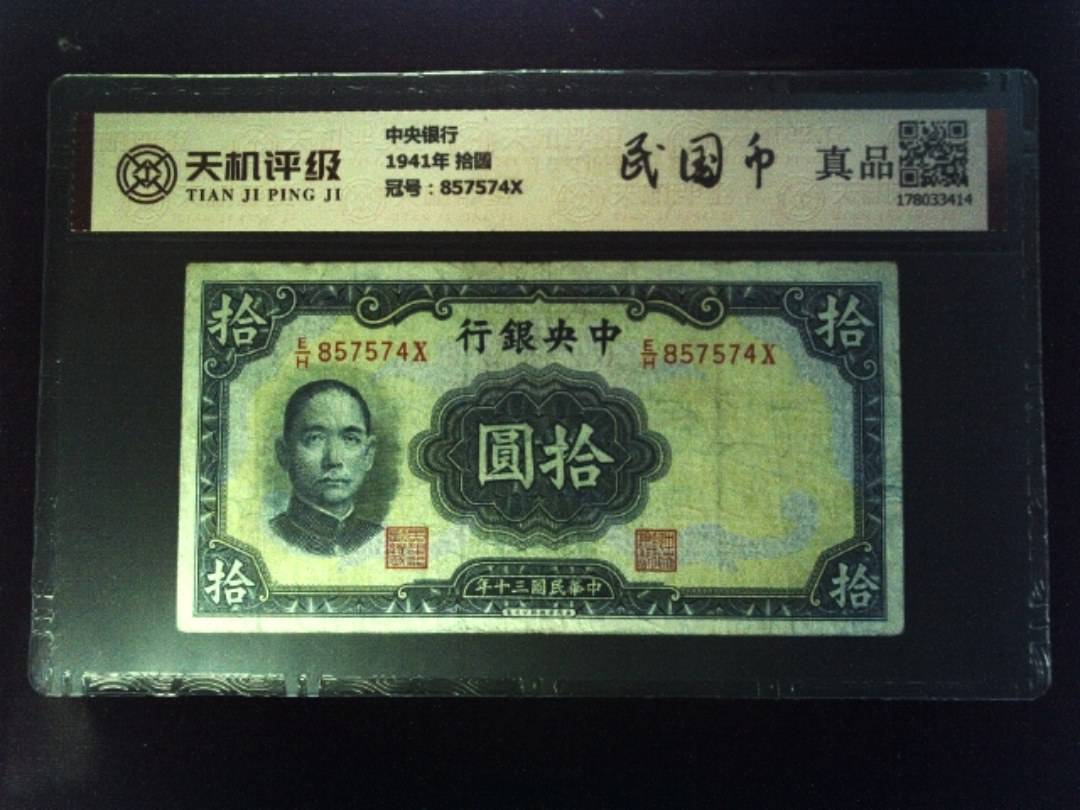 天机评级
TIAN JI PING JI
中央银行
1941年 拾圆
冠号：857574X
民国币
真品
178033414
拾
拾
行銀央中
E/H 857574X
E/H 857574X
圓拾
拾
拾
年十三國民華中